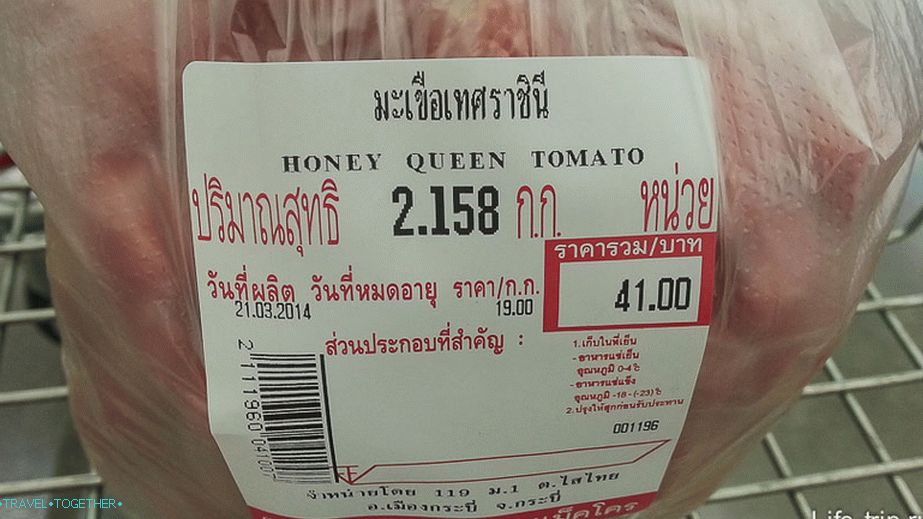 มะเขือเทศราชินี
HONEY QUEEN TOMATO
ปริมาณสุทธิ 2.158 ก.ก. หน่วย
ราคารวม/บาท
วันที่ผลิต วันที่หมดอายุ ราคา/ก.ก. 41.00
21.03.2014 19.00
ส่วนประกอบที่สำคัญ :
1.เก็บในที่เย็น
-อาหารแช่เย็น
อุณหภูมิ 0-4 ํc
-อาหารแช่แข็ง
อุณหภูมิ -18 - (-23) ํc
2.ปรุงให้สุกก่อนรับประทาน
001196
2 111960 04100
จำหน่ายโดย 119 ม.1 ต.ไสไทย
อ.เมืองกระบี่ จ.กระบี่
แม็คโคร
TRAVEL•TOGETHER
Life-trip.r